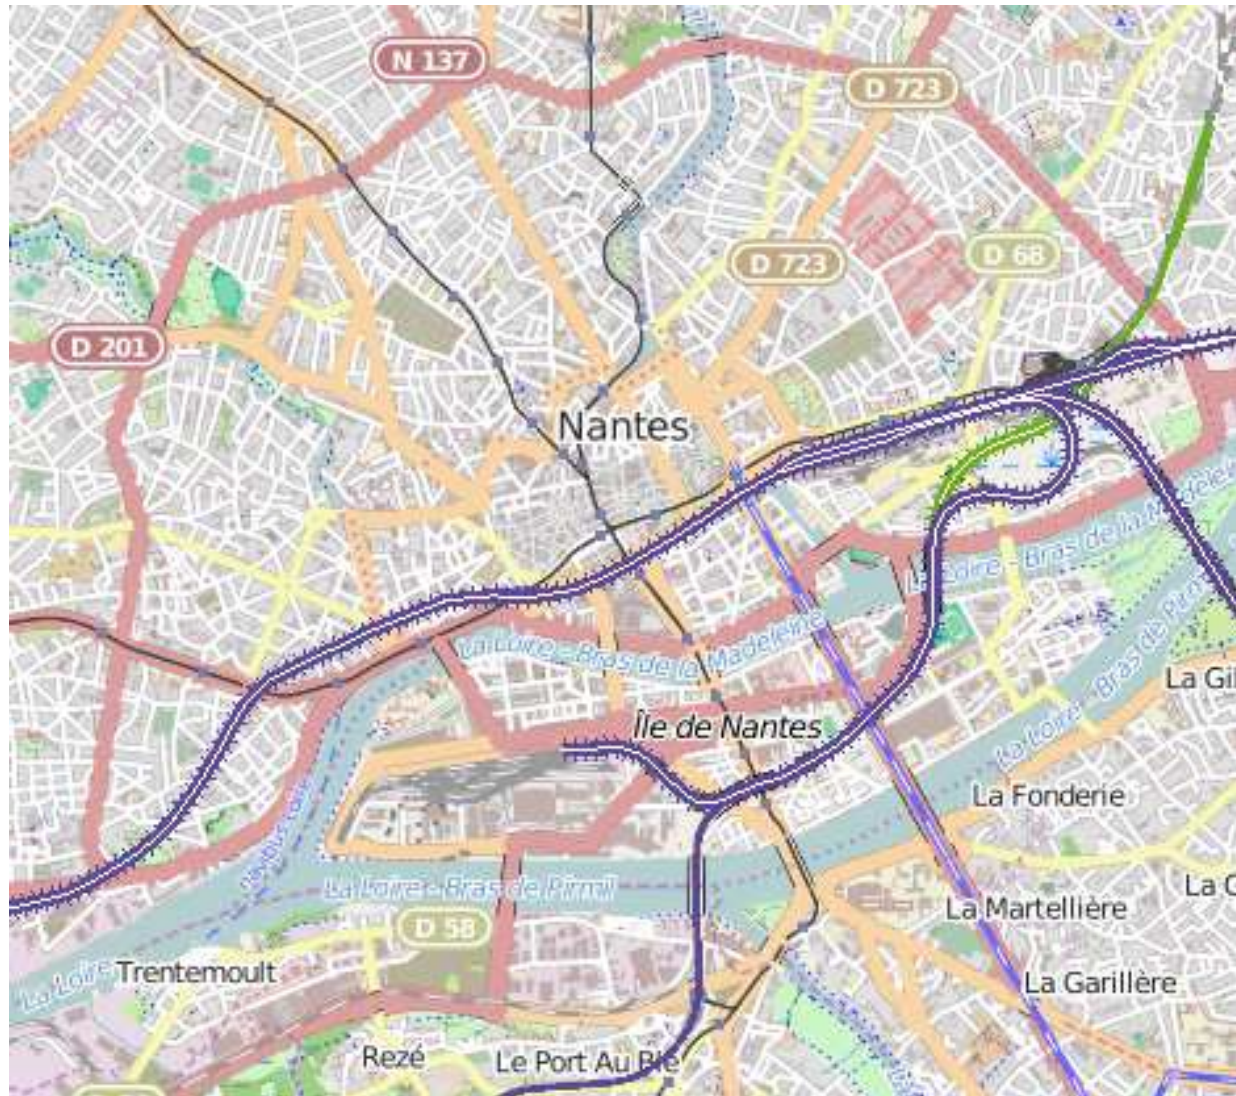 N 137
D 723
D 723
D 68
D 201
Nantes
La Loire - Bras de la Madeleine
La Loire - Bras de la Madeleine
Île de Nantes
La Loire - Bras de Pirmil
La Gil
La Fonderie
La Loire - Bras de Pirmil
La C
D 58
La Martellière
La Loire
Trentemoult
La Garillère
Rezé
Le Port Au Blé